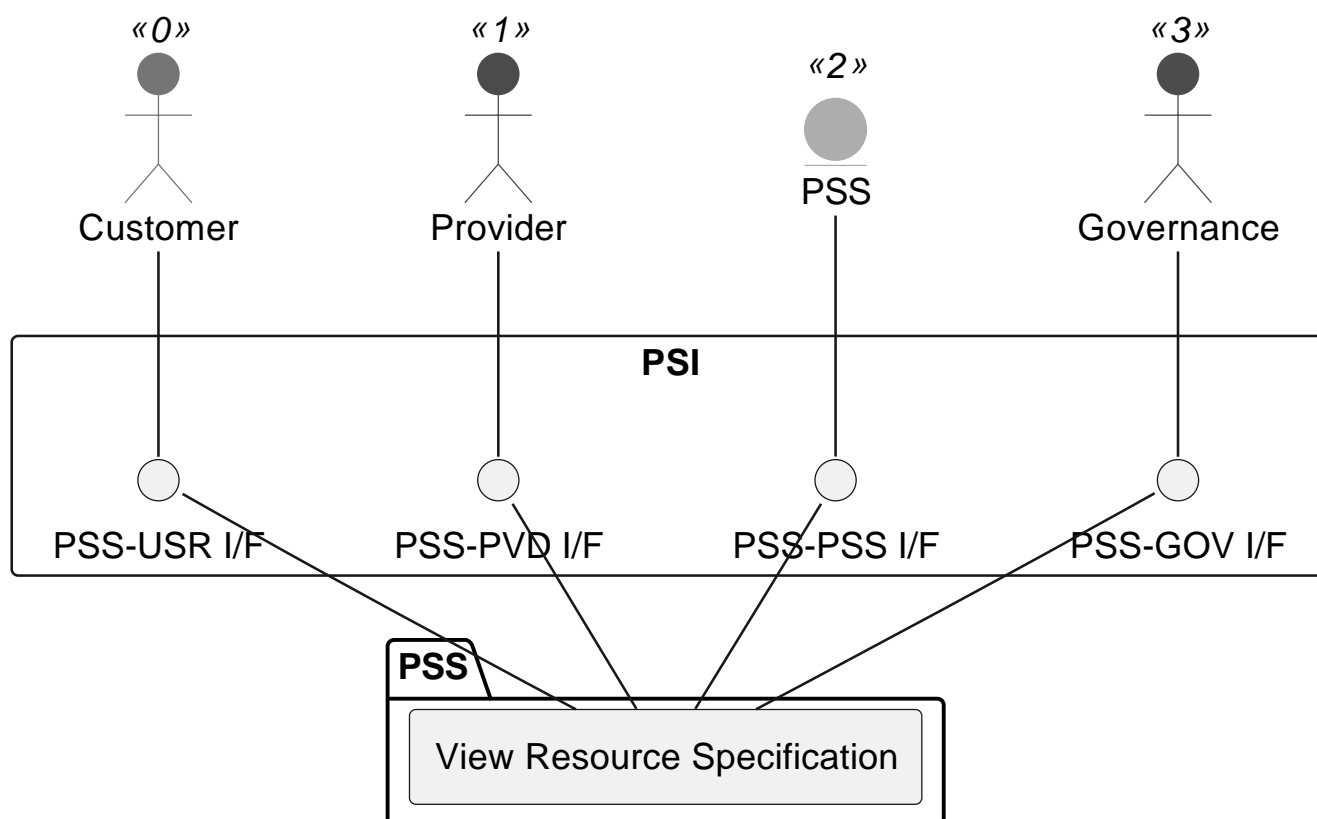 «0»
«1»
«2»
«3»
Customer
Provider
PSS
Governance
PSI
PSS-USR I/F
PSS-PVD I/F
PSS-PSS I/F
PSS-GOV I/F
PSS
View Resource Specification